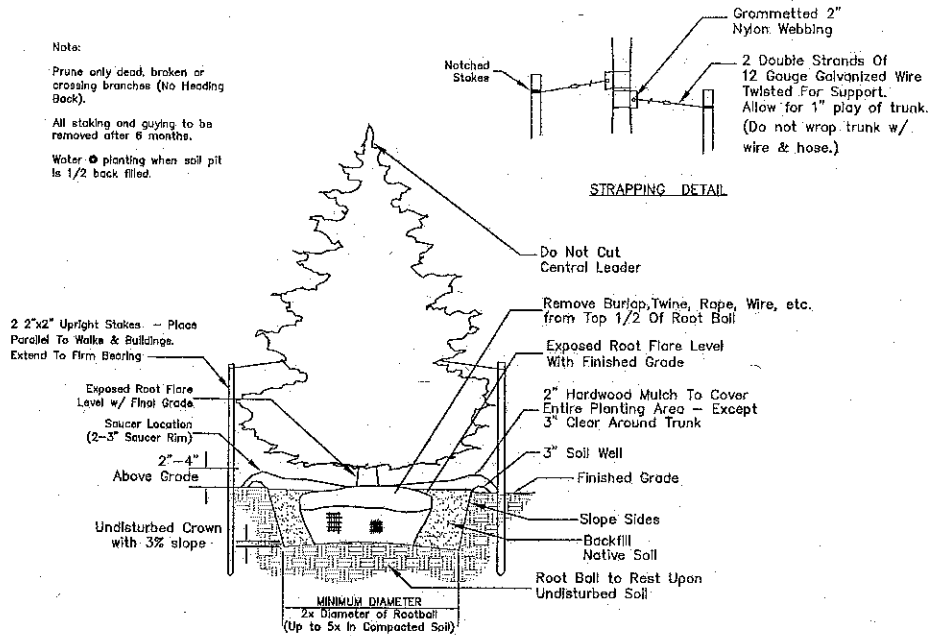 Note:
Prune only dead, broken or
crossing branches (No Heading
Back).
All staking and guying to be
removed after 6 months.
Water @ planting when soil pit
is 1/2 back filled.
Grommetted 2"
Nylon Webbing
Notched
Stakes
2 Double Strands Of
12 Gauge Galvanized Wire
Twisted For Support.
Allow for 1" play of trunk.
(Do not wrap trunk w/
wire & hose.)
STRAPPING DETAIL
Do Not Cut
Central Leader
Remove Burlap,Twine, Rope, Wire, etc.
from Top 1/2 Of Root Ball
2 2"x2" Upright Stakes. - Place
Parallel To Walks & Buildings.
Extend To Firm Bearing
Exposed Root Flare Level
With Finished Grade
Exposed Root Flare
Level w/ Final Grade
2" Hardwood Mulch To Cover
Entire Planting Area - Except
3" Clear Around Trunk
Saucer Location
(2-3" Saucer Rim)
3" Soil Well
2"-4"
Above Grade
Finished Grade
Slope Sides
Undisturbed Crown
with 3% slope
Backfill
Native Soil
Root Ball to Rest Upon
Undisturbed Soil
MINIMUM DIAMETER
2x Diameter of Rootball
(Up to 5x In Compacted Soil)